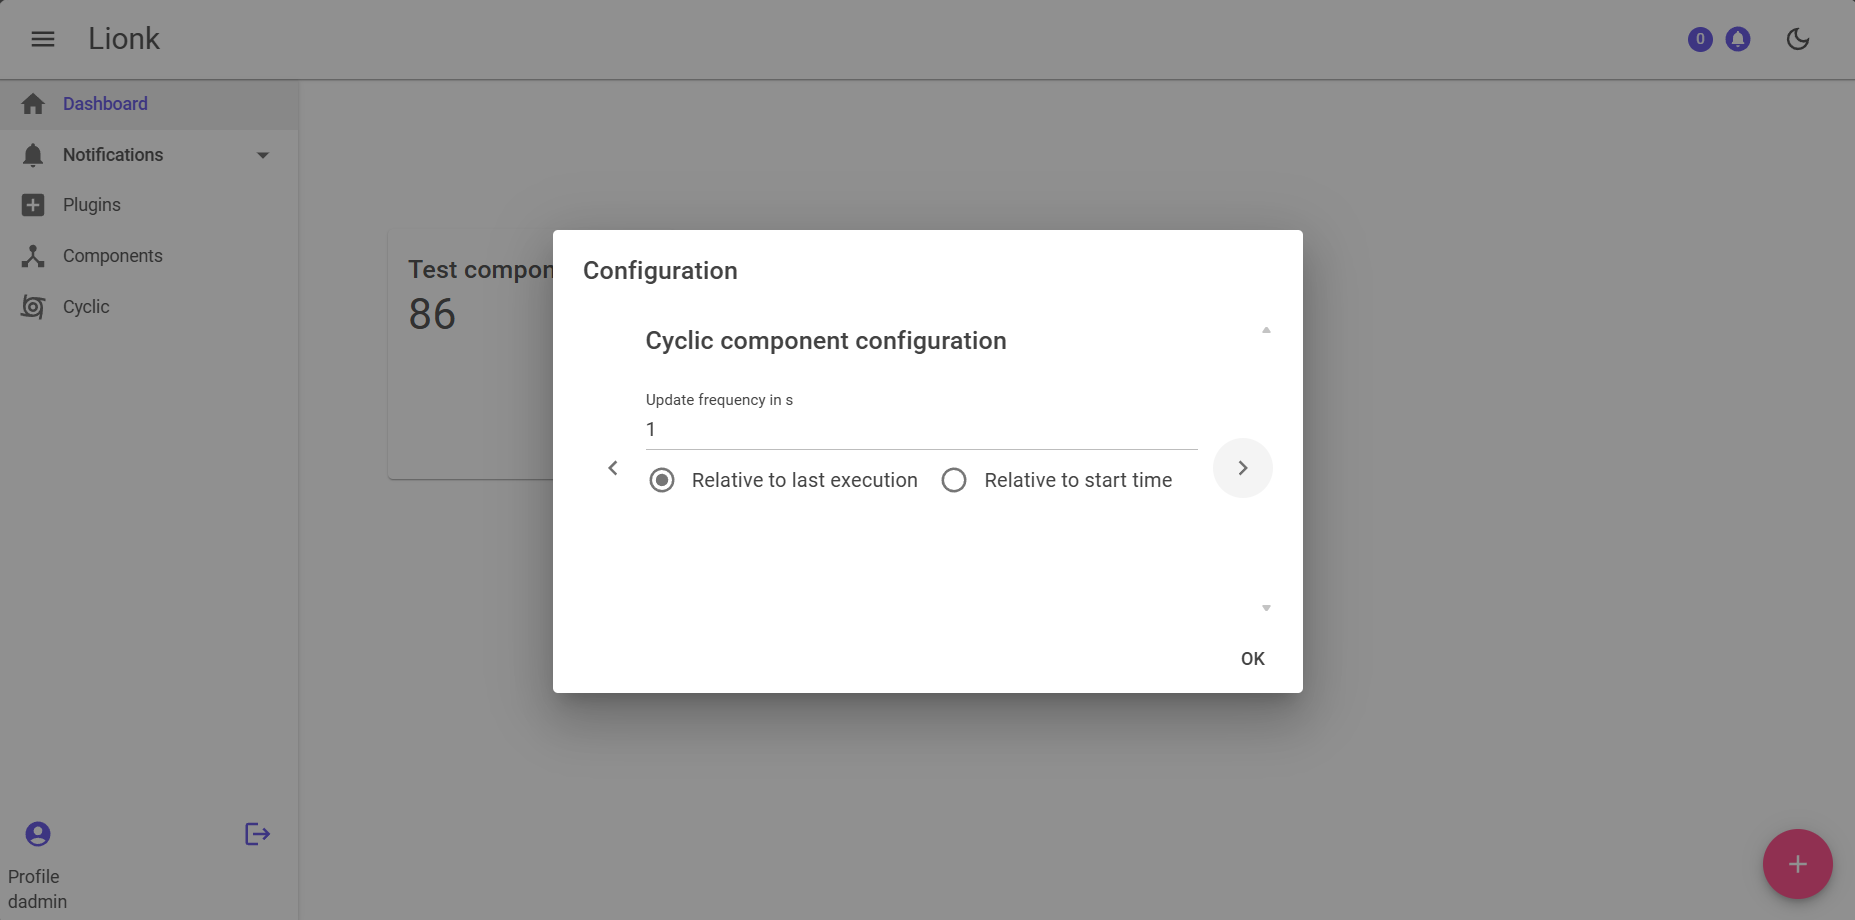 Lionk
0
Dashboard
Notifications
Plugins
Components
Cyclic
Test compon
86
Configuration
Cyclic component configuration
Update frequency in s
1
Relative to last execution Relative to start time
OK
Profile
dadmin